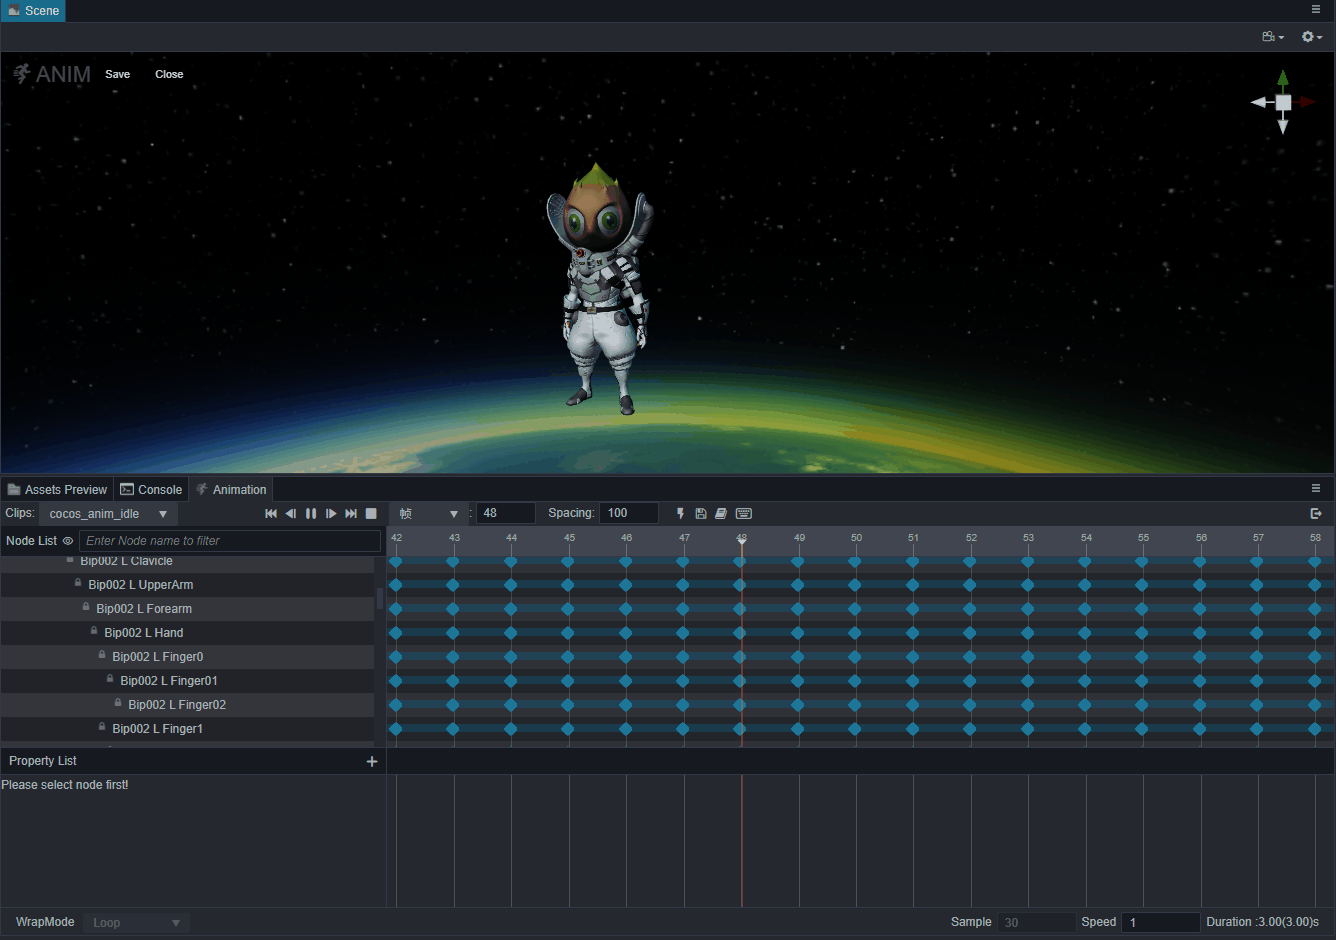 Scene
ANIM Save Close
Assets Preview Console Animation
Clips: cocos_anim_idle 帧 : 48 Spacing: 100
Node List Enter Node name to filter 42 43 44 45 46 47 48 49 50 51 52 53 54 55 56 57 58
Bip002 L Clavicle
Bip002 L UpperArm
Bip002 L Forearm
Bip002 L Hand
Bip002 L Finger0
Bip002 L Finger01
Bip002 L Finger02
Bip002 L Finger1
Property List +
Please select node first!
WrapMode Loop Sample 30 Speed 1 Duration :3.00(3.00)s